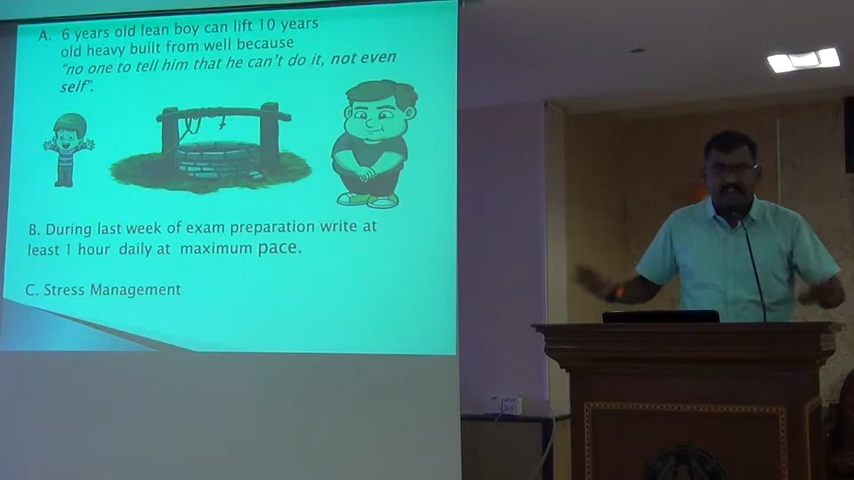 A. 6 years old lean boy can lift 10 years
old heavy built from well because
"no one to tell him that he can't do it, not even
self".
B. During last week of exam preparation write at
least 1 hour daily at maximum pace.
C. Stress Management